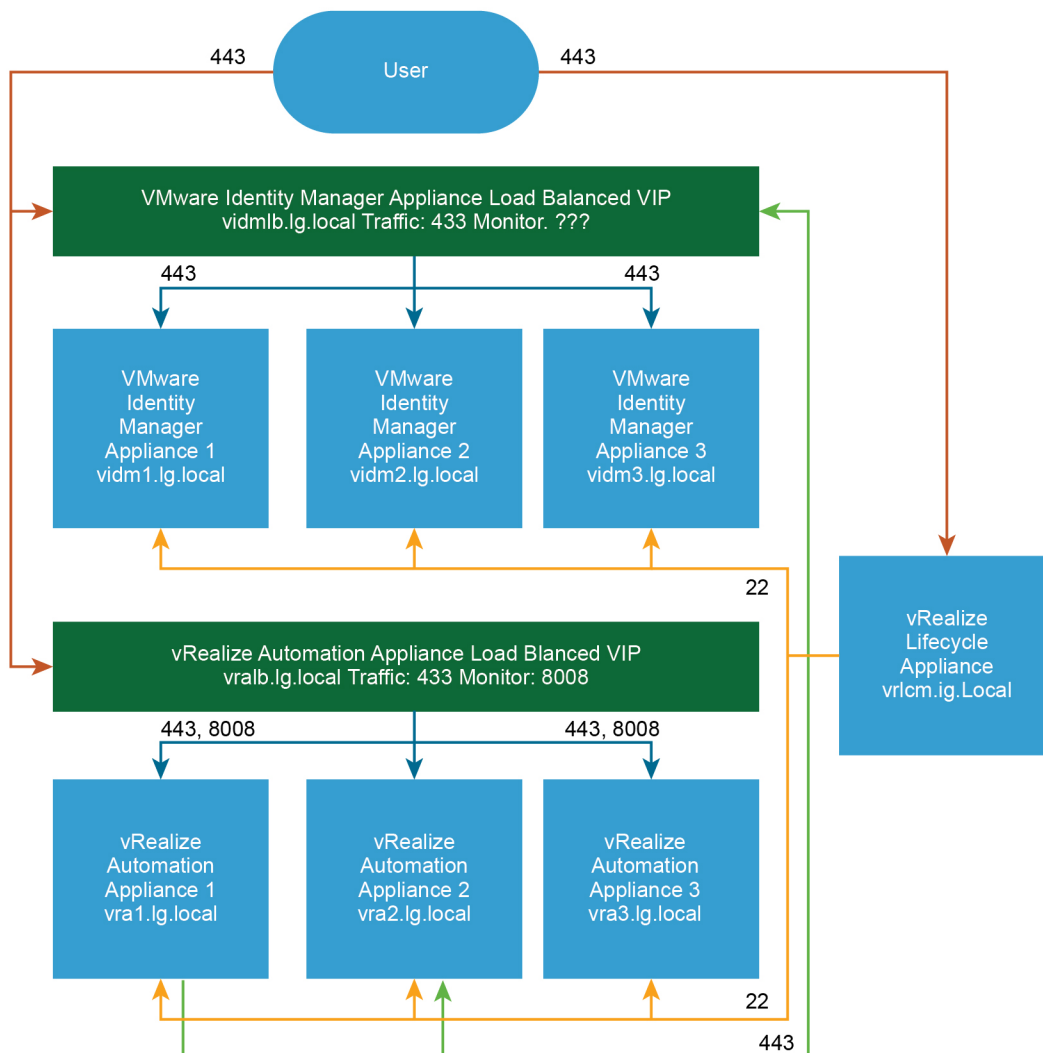 443
User
443
VMware Identity Manager Appliance Load Balanced VIP
vidmlb.lg.local Traffic: 433 Monitor. ???
443
443
VMware
Identity
Manager
Appliance 1
vidm1.lg.local
VMware
Identity
Manager
Appliance 2
vidm2.lg.local
VMware
Identity
Manager
Appliance 3
vidm3.lg.local
22
vRealize
Lifecycle
Appliance
vrlcm.ig.Local
vRealize Automation Appliance Load Blanced VIP
vralb.lg.local Traffic: 433 Monitor: 8008
443, 8008
443, 8008
vRealize
Automation
Appliance 1
vra1.lg.local
vRealize
Automation
Appliance 2
vra2.lg.local
vRealize
Automation
Appliance 3
vra3.lg.local
22
443